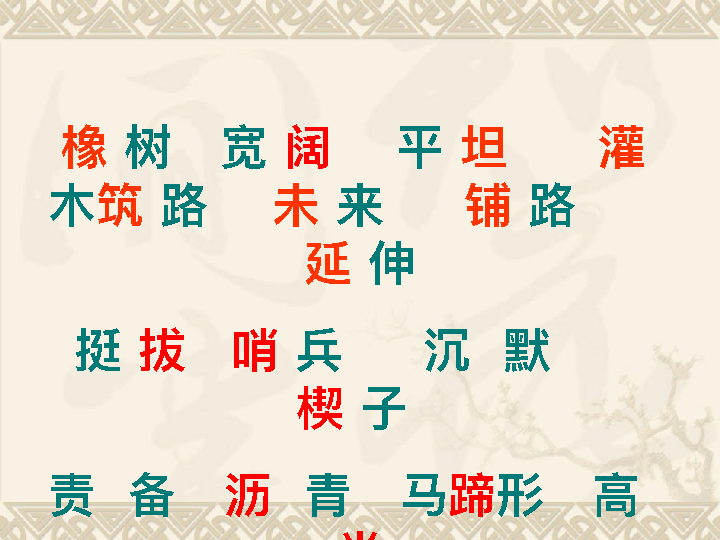 橡 树 宽 阔 平 坦 灌
木筑 路 未 来 铺 路
延 伸
挺 拔 哨 兵 沉 默
楔 子
责 备 沥 青 马蹄形 高